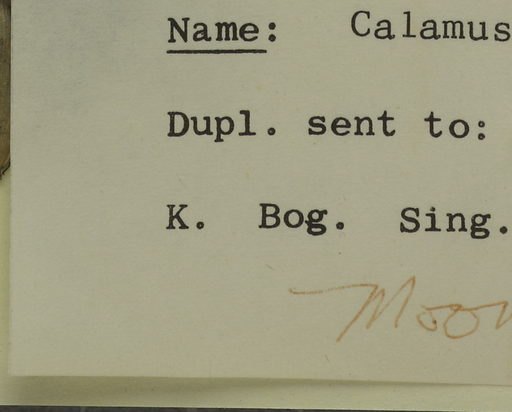 Name: Calamus
Dupl. sent to:
K. Bog. Sing.